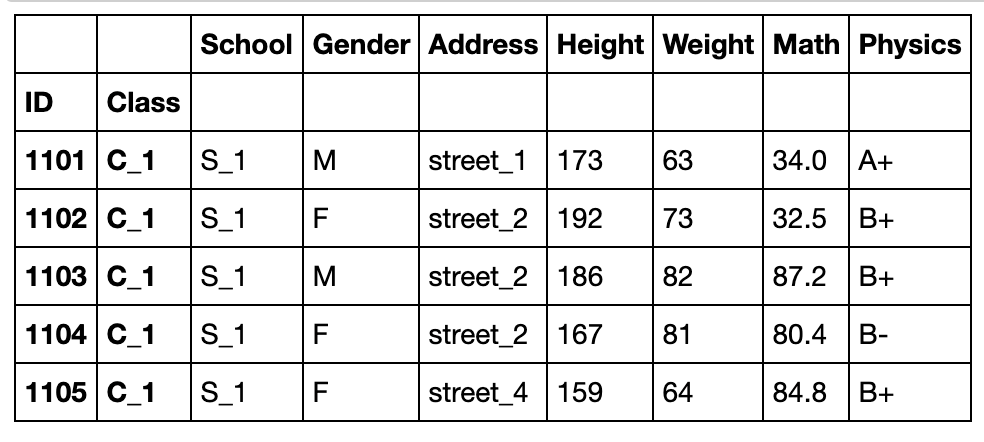 School Gender Address Height Weight Math Physics
ID Class
1101 C_1 S_1 M street_1 173 63 34.0 A+
1102 C_1 S_1 F street_2 192 73 32.5 B+
1103 C_1 S_1 M street_2 186 82 87.2 B+
1104 C_1 S_1 F street_2 167 81 80.4 B-
1105 C_1 S_1 F street_4 159 64 84.8 B+